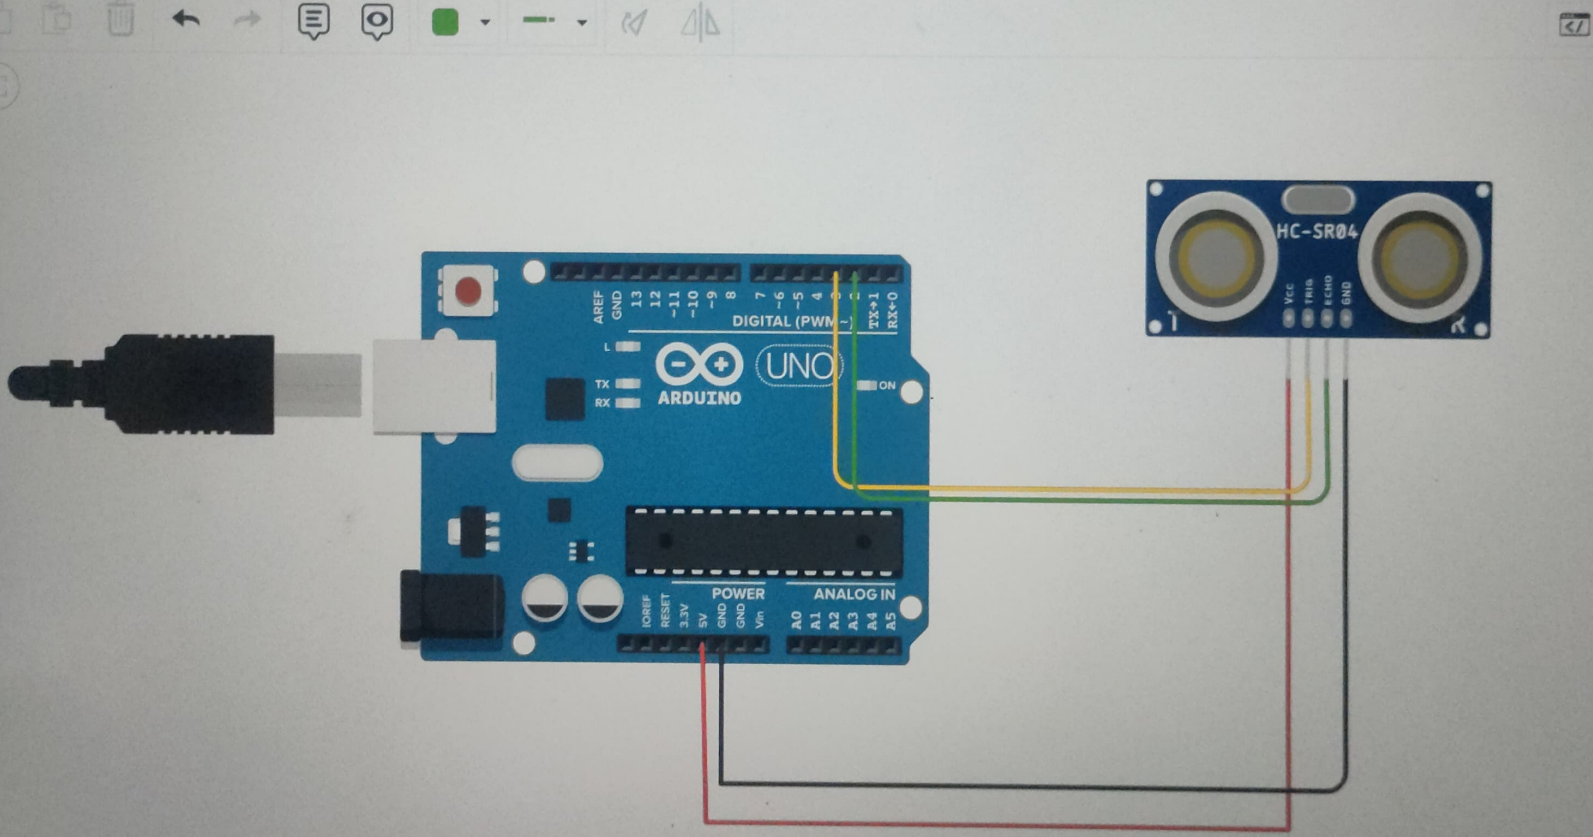 HC-SR04
VCC
TRIG
ECHO
GND
T
R
AREF
GND
13
12
~11
~10
~9
8
7
~6
~5
4
2
TX→1
RX←0
DIGITAL (PWM~)
L
TX
RX
UNO
ON
ARDUINO
POWER
ANALOG IN
IOREF
RESET
3.3V
5V
GND
GND
Vin
A0
A1
A2
A3
A4
A5